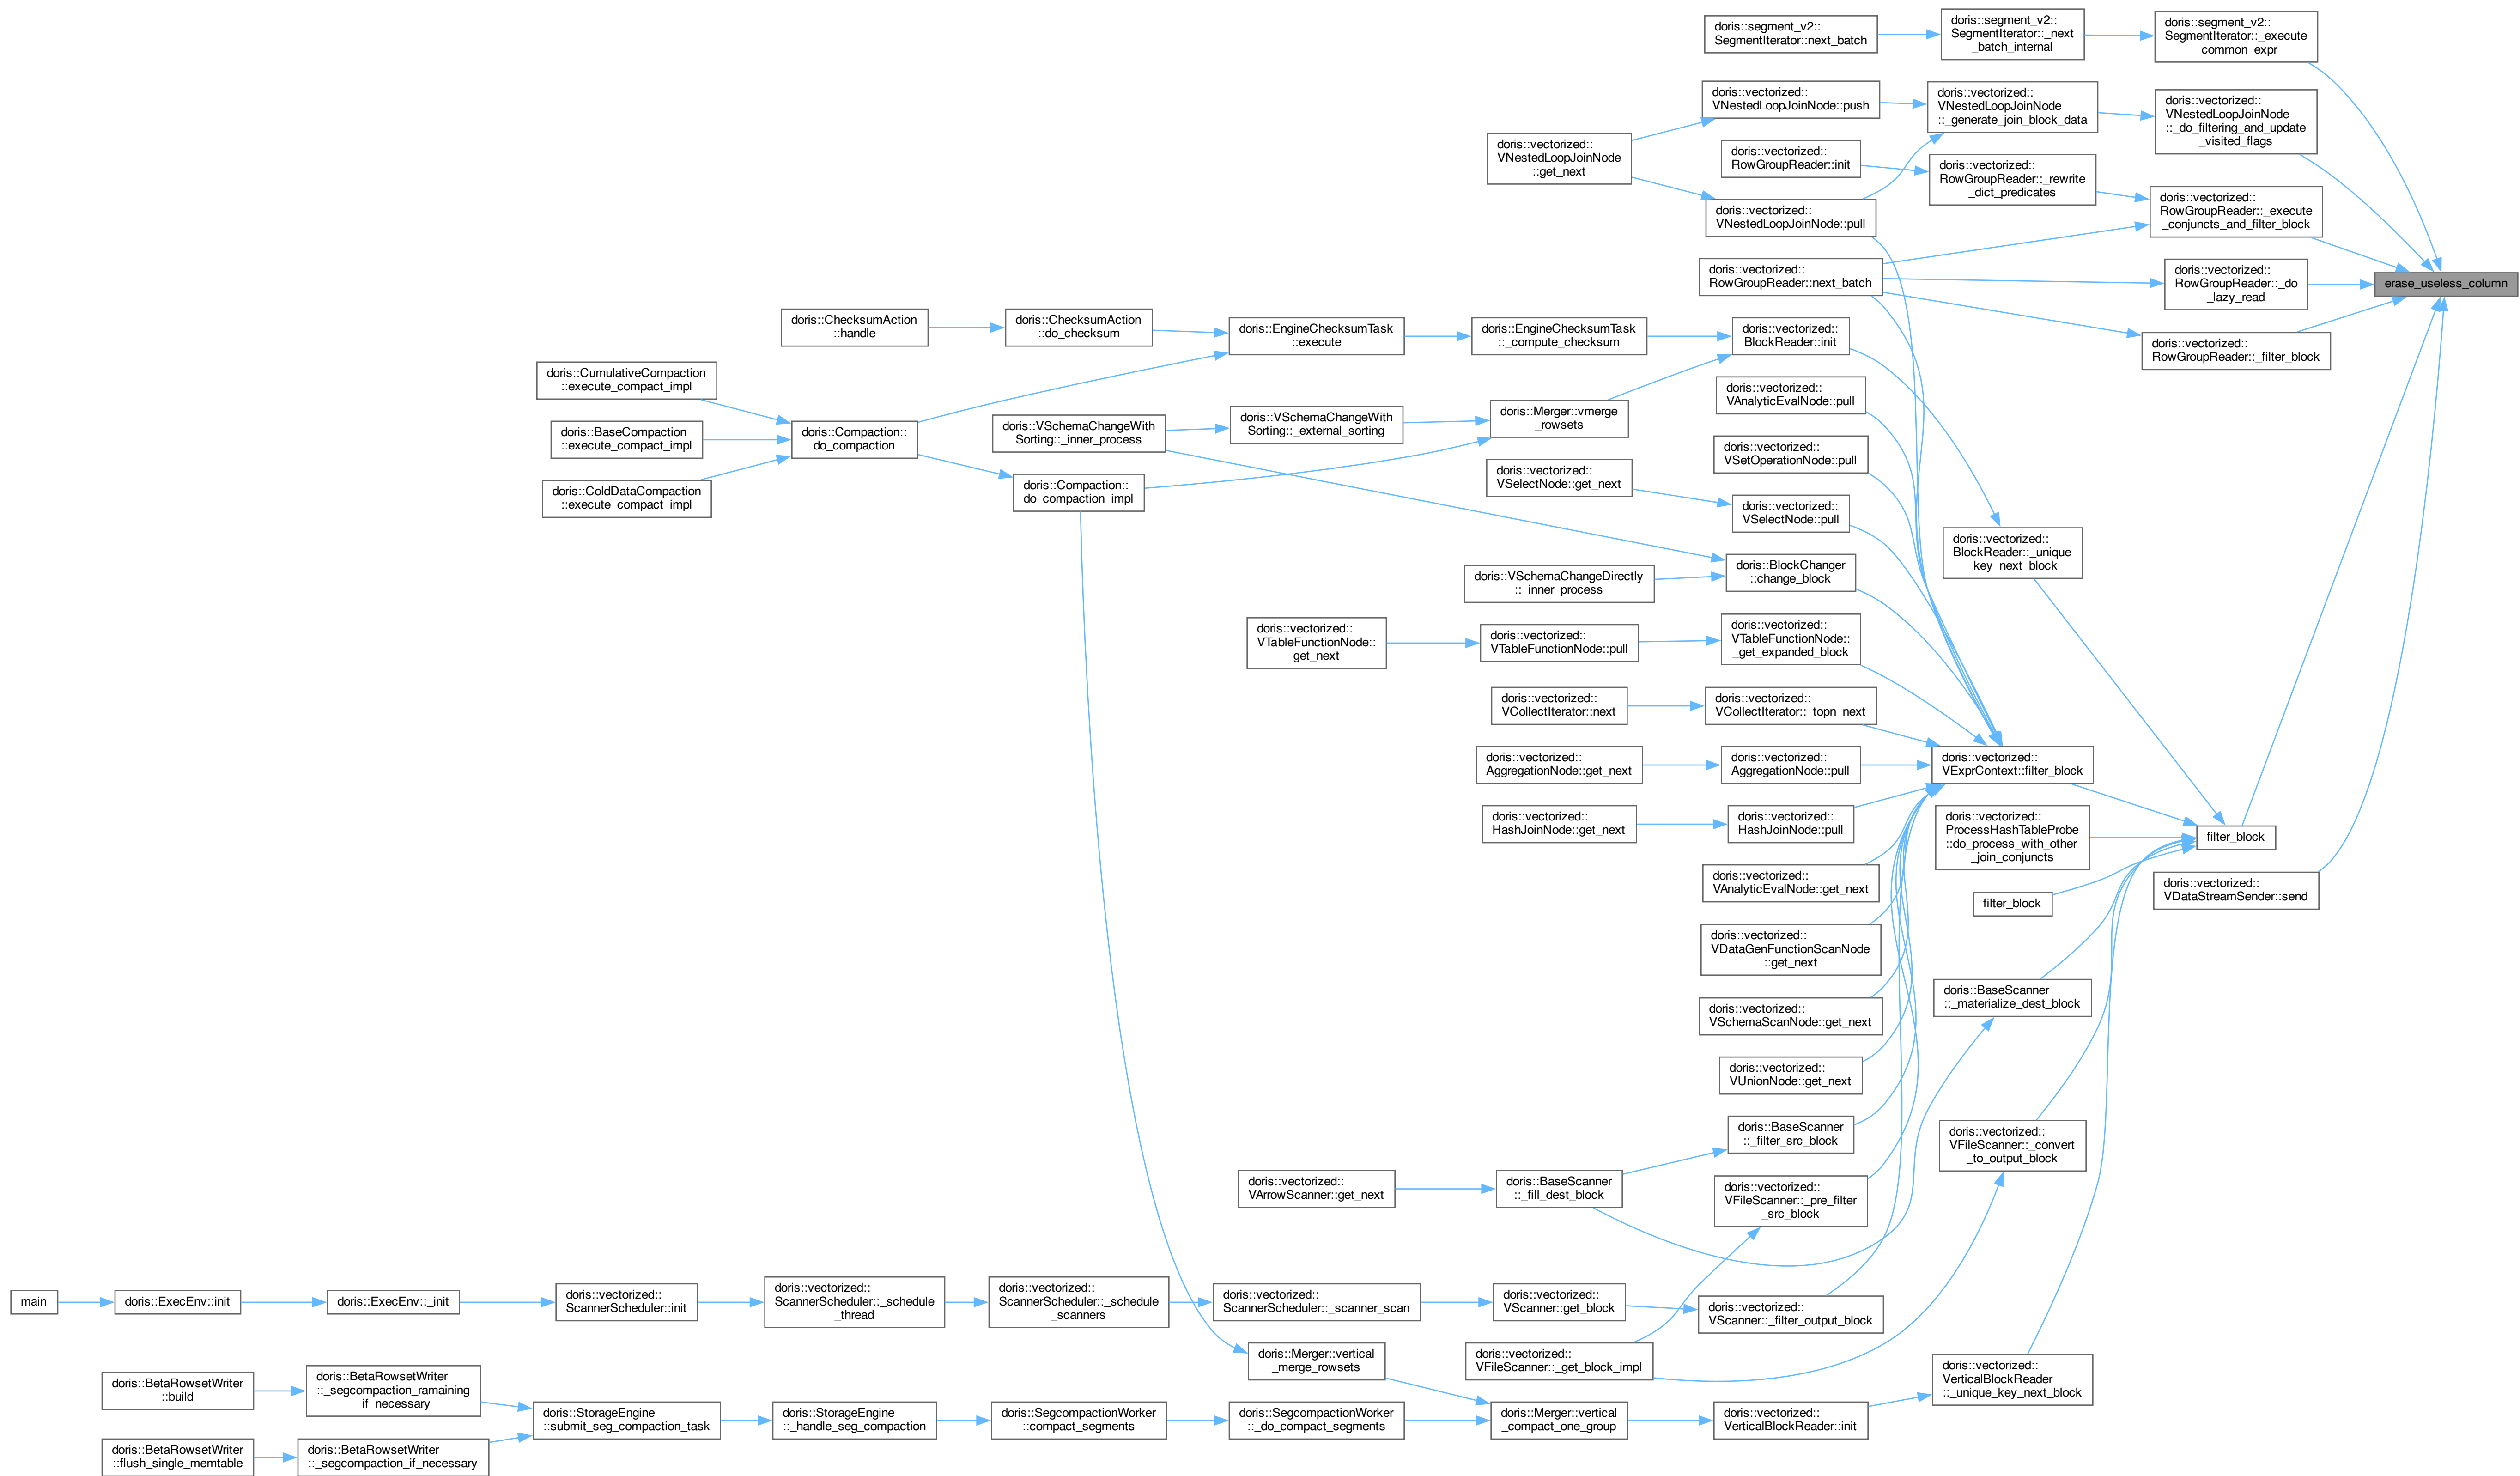 doris::segment_v2::
SegmentIterator::next_batch
doris::segment_v2::
SegmentIterator::_next
_batch_internal
doris::segment_v2::
SegmentIterator::_execute
_common_expr
doris::vectorized::
VNestedLoopJoinNode::push
doris::vectorized::
VNestedLoopJoinNode
::_generate_join_block_data
doris::vectorized::
VNestedLoopJoinNode
::_do_filtering_and_update
_visited_flags
doris::vectorized::
VNestedLoopJoinNode
::get_next
doris::vectorized::
RowGroupReader::init
doris::vectorized::
RowGroupReader::_rewrite
_dict_predicates
doris::vectorized::
VNestedLoopJoinNode::pull
doris::vectorized::
RowGroupReader::_execute
_conjuncts_and_filter_block
doris::vectorized::
RowGroupReader::next_batch
doris::vectorized::
RowGroupReader::_do
_lazy_read
erase_useless_column
doris::ChecksumAction
::handle
doris::ChecksumAction
::do_checksum
doris::EngineChecksumTask
::execute
doris::EngineChecksumTask
::_compute_checksum
doris::vectorized::
BlockReader::init
doris::vectorized::
RowGroupReader::_filter_block
doris::CumulativeCompaction
::execute_compact_impl
doris::vectorized::
VAnalyticEvalNode::pull
doris::BaseCompaction
::execute_compact_impl
doris::Compaction::
do_compaction
doris::VSchemaChangeWith
Sorting::_inner_process
doris::VSchemaChangeWith
Sorting::_external_sorting
doris::Merger::vmerge
_rowsets
doris::vectorized::
VSetOperationNode::pull
doris::ColdDataCompaction
::execute_compact_impl
doris::Compaction::
do_compaction_impl
doris::vectorized::
VSelectNode::get_next
doris::vectorized::
VSelectNode::pull
doris::vectorized::
BlockReader::_unique
_key_next_block
doris::VSchemaChangeDirectly
::_inner_process
doris::BlockChanger
::change_block
doris::vectorized::
VTableFunctionNode::
get_next
doris::vectorized::
VTableFunctionNode::pull
doris::vectorized::
VTableFunctionNode::
_get_expanded_block
doris::vectorized::
VCollectIterator::next
doris::vectorized::
VCollectIterator::_topn_next
doris::vectorized::
AggregationNode::get_next
doris::vectorized::
AggregationNode::pull
doris::vectorized::
VExprContext::filter_block
doris::vectorized::
HashJoinNode::get_next
doris::vectorized::
HashJoinNode::pull
doris::vectorized::
ProcessHashTableProbe
::do_process_with_other
_join_conjuncts
filter_block
doris::vectorized::
VAnalyticEvalNode::get_next
filter_block
doris::vectorized::
VDataStreamSender::send
doris::vectorized::
VDataGenFunctionScanNode
::get_next
doris::vectorized::
VSchemaScanNode::get_next
doris::BaseScanner
::_materialize_dest_block
doris::vectorized::
VUnionNode::get_next
doris::BaseScanner
::_filter_src_block
doris::vectorized::
VFileScanner::_convert
_to_output_block
doris::vectorized::
VArrowScanner::get_next
doris::BaseScanner
::_fill_dest_block
doris::vectorized::
VFileScanner::_pre_filter
_src_block
main
doris::ExecEnv::init
doris::ExecEnv::_init
doris::vectorized::
ScannerScheduler::init
doris::vectorized::
ScannerScheduler::_schedule
_thread
doris::vectorized::
ScannerScheduler::_schedule
_scanners
doris::vectorized::
ScannerScheduler::_scanner_scan
doris::vectorized::
VScanner::get_block
doris::vectorized::
VScanner::_filter_output_block
doris::Merger::vertical
_merge_rowsets
doris::vectorized::
VFileScanner::_get_block_impl
doris::vectorized::
VerticalBlockReader
::_unique_key_next_block
doris::BetaRowsetWriter
::build
doris::BetaRowsetWriter
::_segcompaction_ramaining
_if_necessary
doris::StorageEngine
::submit_seg_compaction_task
doris::StorageEngine
::_handle_seg_compaction
doris::SegcompactionWorker
::compact_segments
doris::SegcompactionWorker
::_do_compact_segments
doris::Merger::vertical
_compact_one_group
doris::vectorized::
VerticalBlockReader::init
doris::BetaRowsetWriter
::flush_single_memtable
doris::BetaRowsetWriter
::_segcompaction_if_necessary